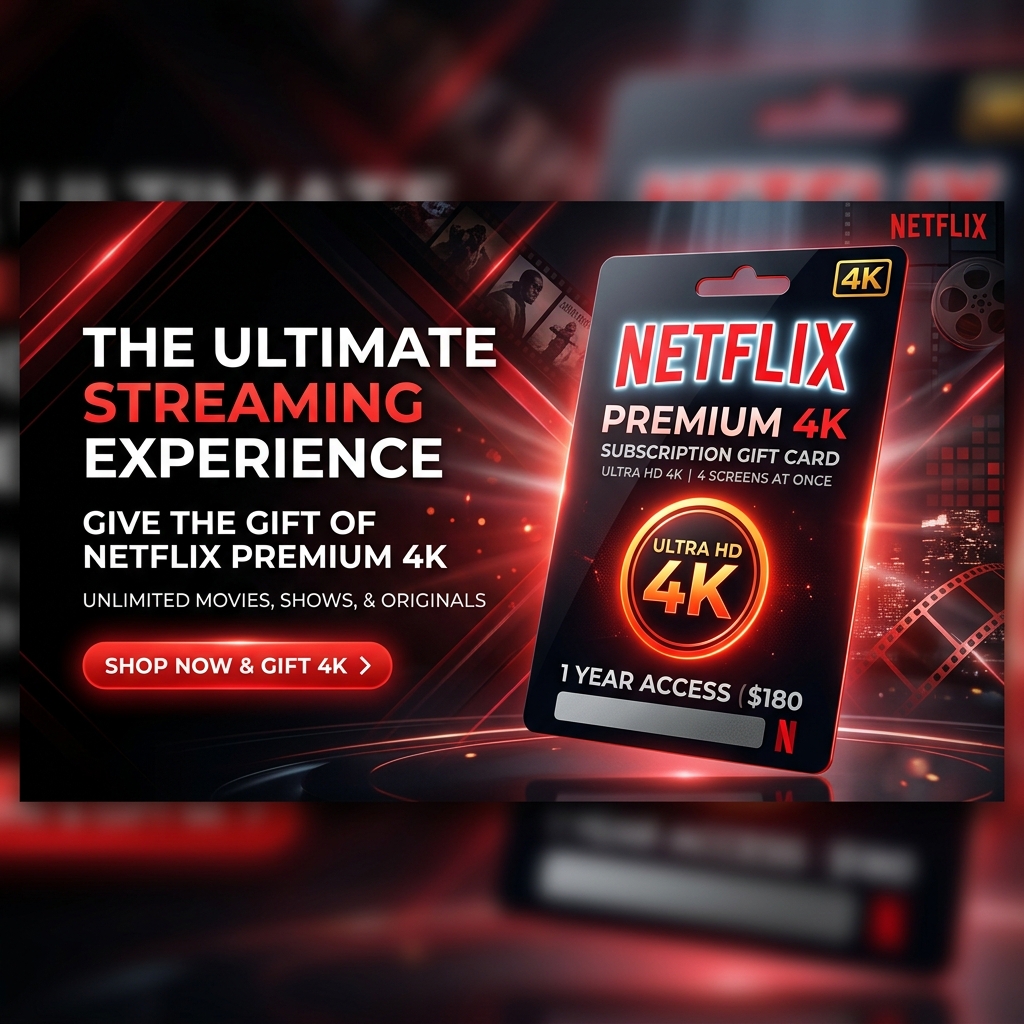 NETFLIX
THE ULTIMATE
STREAMING
EXPERIENCE
GIVE THE GIFT OF
NETFLIX PREMIUM 4K
UNLIMITED MOVIES, SHOWS, & ORIGINALS
SHOP NOW & GIFT 4K >
4K
NETFLIX
PREMIUM 4K
SUBSCRIPTION GIFT CARD
ULTRA HD 4K | 4 SCREENS AT ONCE
ULTRA HD
4K
1 YEAR ACCESS ($180
N